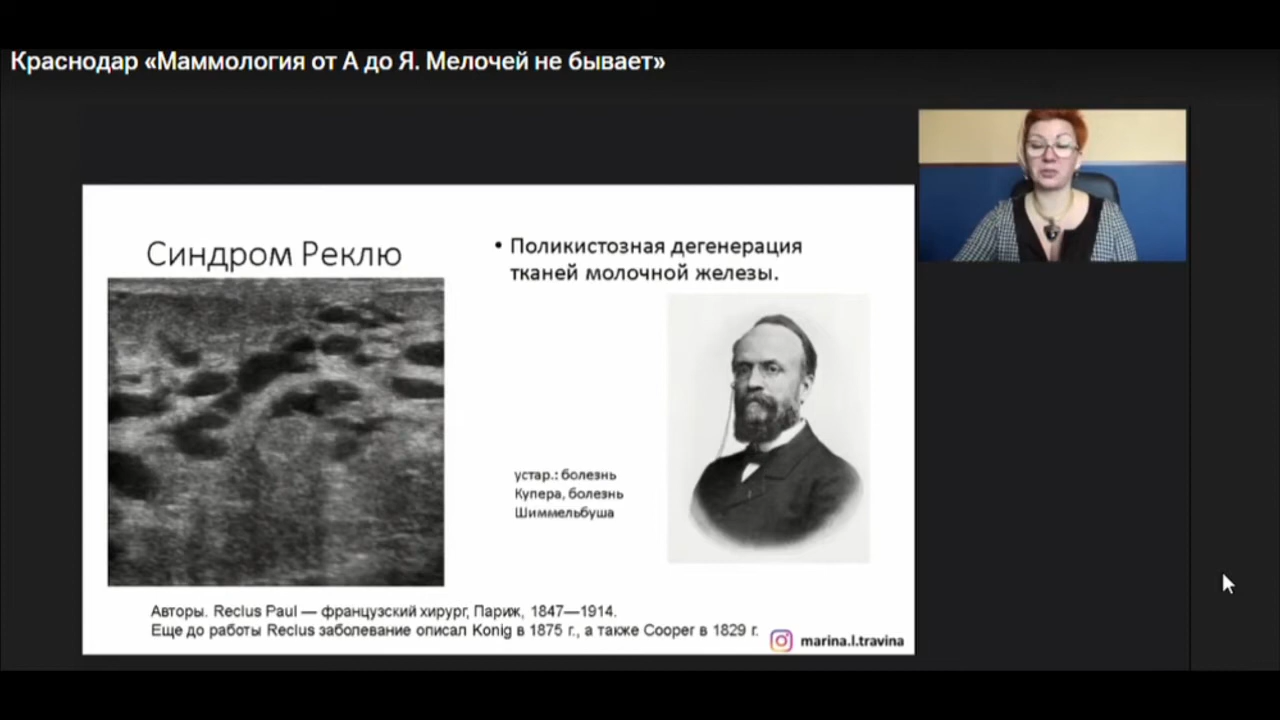 Краснодар «Маммология от А до Я. Мелочей не бывает»
Синдром Реклю
• Поликистозная дегенерация
тканей молочной железы.
устар.: болезнь
Купера, болезнь
Шиммельбуша
Авторы. Reclus Paul — французский хирург, Париж, 1847—1914.
Еще до работы Reclus заболевание описал Konig в 1875 г., а также Cooper в 1829 г.
marina.l.travina